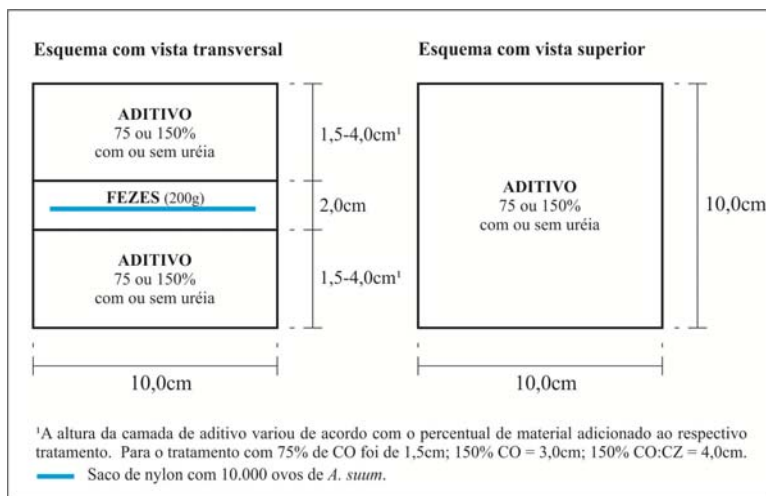 Esquema com vista transversal
Esquema com vista superior
ADITIVO
75 ou 150%
com ou sem uréia
1,5-4,0cm¹
FEZES (200g)
2,0cm
ADITIVO
75 ou 150%
com ou sem uréia
1,5-4,0cm¹
10,0cm
ADITIVO
75 ou 150%
com ou sem uréia
10,0cm
10,0cm
¹A altura da camada de aditivo variou de acordo com o percentual de material adicionado ao respectivo
tratamento. Para o tratamento com 75% de CO foi de 1,5cm; 150% CO = 3,0cm; 150% CO:CZ = 4,0cm.
Saco de nylon com 10.000 ovos de A. suum.